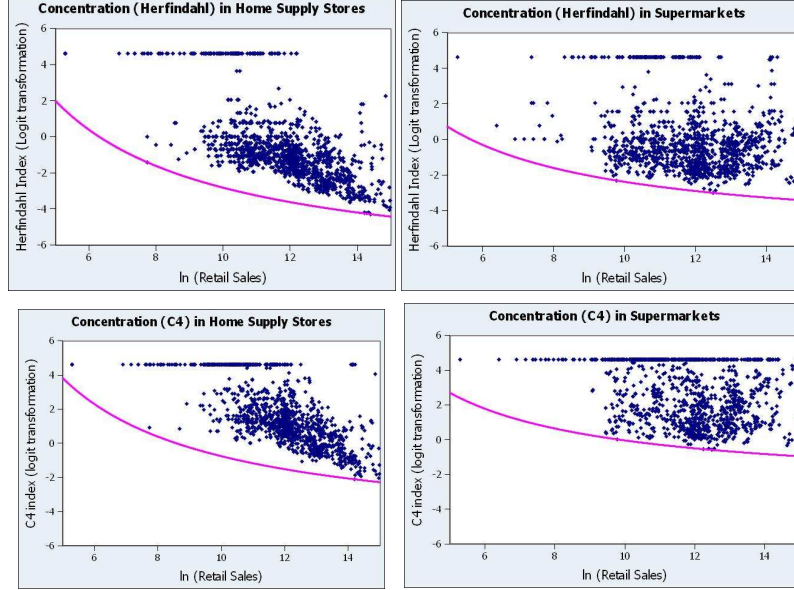 Concentration (Herfindahl) in Home Supply Stores
Herfindahl Index (Logit transformation)
6
4
2
0
-2
-4
-6
6 8 10 12 14
ln (Retail Sales)
Concentration (Herfindahl) in Supermarkets
Herfindahl Index (Logit transformation)
6
4
2
0
-2
-4
-6
6 8 10 12 14
ln (Retail Sales)
Concentration (C4) in Home Supply Stores
C4 index (logit transformation)
6
4
2
0
-2
-4
-6
6 8 10 12 14
ln (Retail Sales)
Concentration (C4) in Supermarkets
C4 index (logit transformation)
6
4
2
0
-2
-4
-6
6 8 10 12 14
ln (Retail Sales)